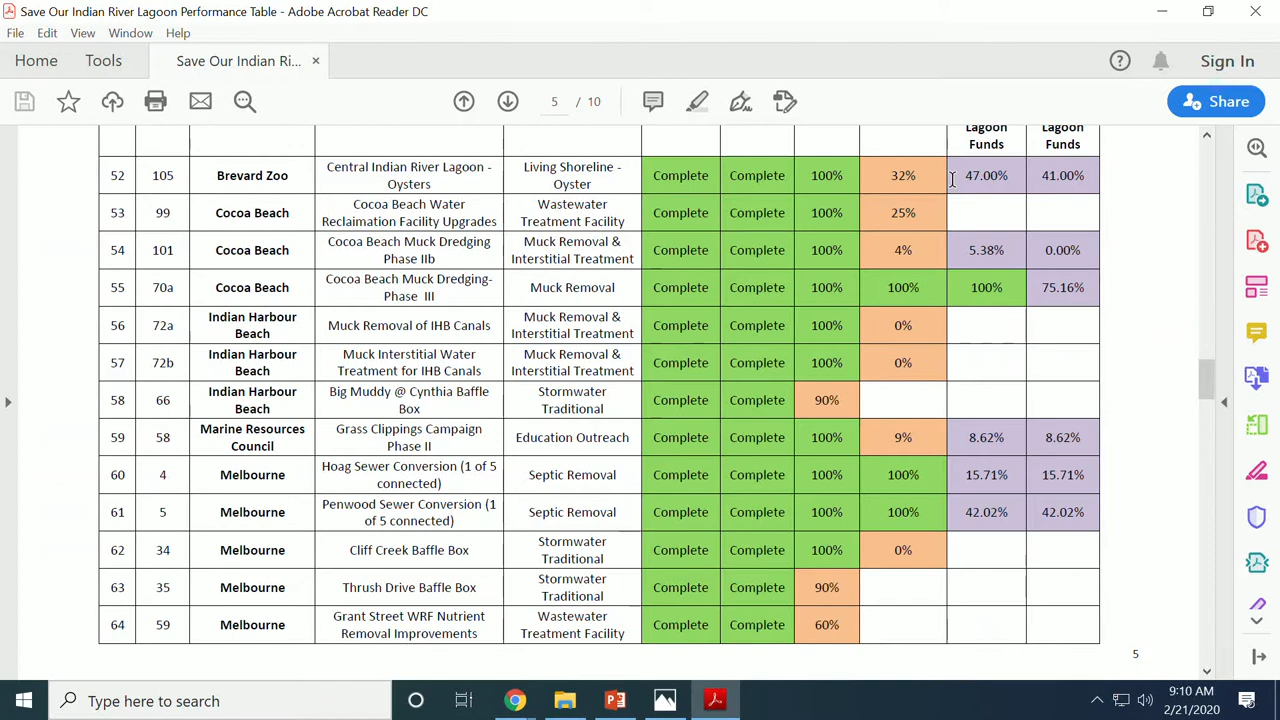 Save Our Indian River Lagoon Performance Table - Adobe Acrobat Reader DC
File Edit View Window Help
Home Tools Save Our Indian Ri... × Sign In
5 / 10 Share
Lagoon Funds Lagoon Funds
52 105 Brevard Zoo Central Indian River Lagoon - Oysters Living Shoreline - Oyster Complete Complete 100% 32% 47.00% 41.00%
53 99 Cocoa Beach Cocoa Beach Water Reclamation Facility Upgrades Wastewater Treatment Facility Complete Complete 100% 25%
54 101 Cocoa Beach Cocoa Beach Muck Dredging Phase IIb Muck Removal & Interstitial Treatment Complete Complete 100% 4% 5.38% 0.00%
55 70a Cocoa Beach Cocoa Beach Muck Dredging- Phase III Muck Removal Complete Complete 100% 100% 100% 75.16%
56 72a Indian Harbour Beach Muck Removal of IHB Canals Muck Removal & Interstitial Treatment Complete Complete 100% 0%
57 72b Indian Harbour Beach Muck Interstitial Water Treatment for IHB Canals Muck Removal & Interstitial Treatment Complete Complete 100% 0%
58 66 Indian Harbour Beach Big Muddy @ Cynthia Baffle Box Stormwater Traditional Complete Complete 90%
59 58 Marine Resources Council Grass Clippings Campaign Phase II Education Outreach Complete Complete 100% 9% 8.62% 8.62%
60 4 Melbourne Hoag Sewer Conversion (1 of 5 connected) Septic Removal Complete Complete 100% 100% 15.71% 15.71%
61 5 Melbourne Penwood Sewer Conversion (1 of 5 connected) Septic Removal Complete Complete 100% 100% 42.02% 42.02%
62 34 Melbourne Cliff Creek Baffle Box Stormwater Traditional Complete Complete 100% 0%
63 35 Melbourne Thrush Drive Baffle Box Stormwater Traditional Complete Complete 90%
64 59 Melbourne Grant Street WRF Nutrient Removal Improvements Wastewater Treatment Facility Complete Complete 60%
5
Type here to search
9:10 AM
2/21/2020